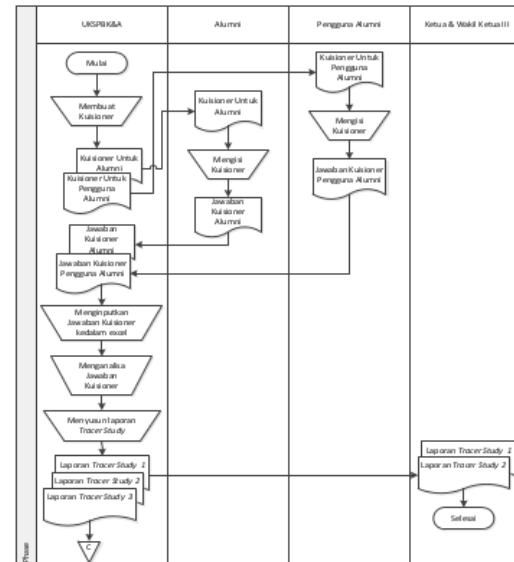 UKSPBK&A
Alumni
Pengguna Alumni
Ketua & Wakil Ketua III
Mulai
Membuat
Kuisioner
Kuisioner Untuk
Alumni
Kuisioner Untuk
Pengguna
Alumni
Jawaban
Kuisioner
Alumni
Jawaban Kuisioner
Pengguna Alumni
Menginputkan
Jawaban Kuisioner
kedalam excel
Menganalisa
Jawaban
Kuisioner
Menyusun laporan
Tracer Study
Laporan Tracer Study 1
Laporan Tracer Study 2
Laporan Tracer Study 3
C
Kuisioner Untuk
Alumni
Mengisi
Kuisioner
Jawaban
Kuisioner
Alumni
Kuisioner Untuk
Pengguna
Alumni
Mengisi
Kuisioner
Jawaban Kuisioner
Pengguna Alumni
Laporan Tracer Study 1
Laporan Tracer Study 2
Selesai
Phase